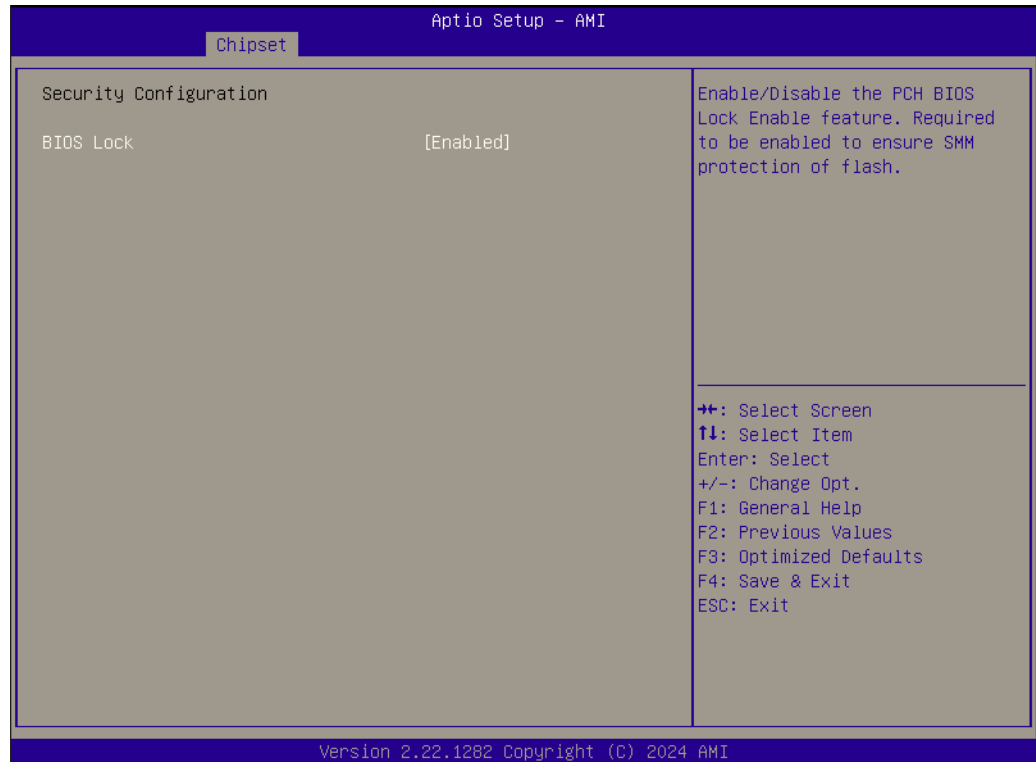 Aptio Setup – AMI
Chipset
Security Configuration
BIOS Lock [Enabled]
Enable/Disable the PCH BIOS
Lock Enable feature. Required
to be enabled to ensure SMM
protection of flash.
→←: Select Screen
↑↓: Select Item
Enter: Select
+/-: Change Opt.
F1: General Help
F2: Previous Values
F3: Optimized Defaults
F4: Save & Exit
ESC: Exit
Version 2.22.1282 Copyright (C) 2024 AMI